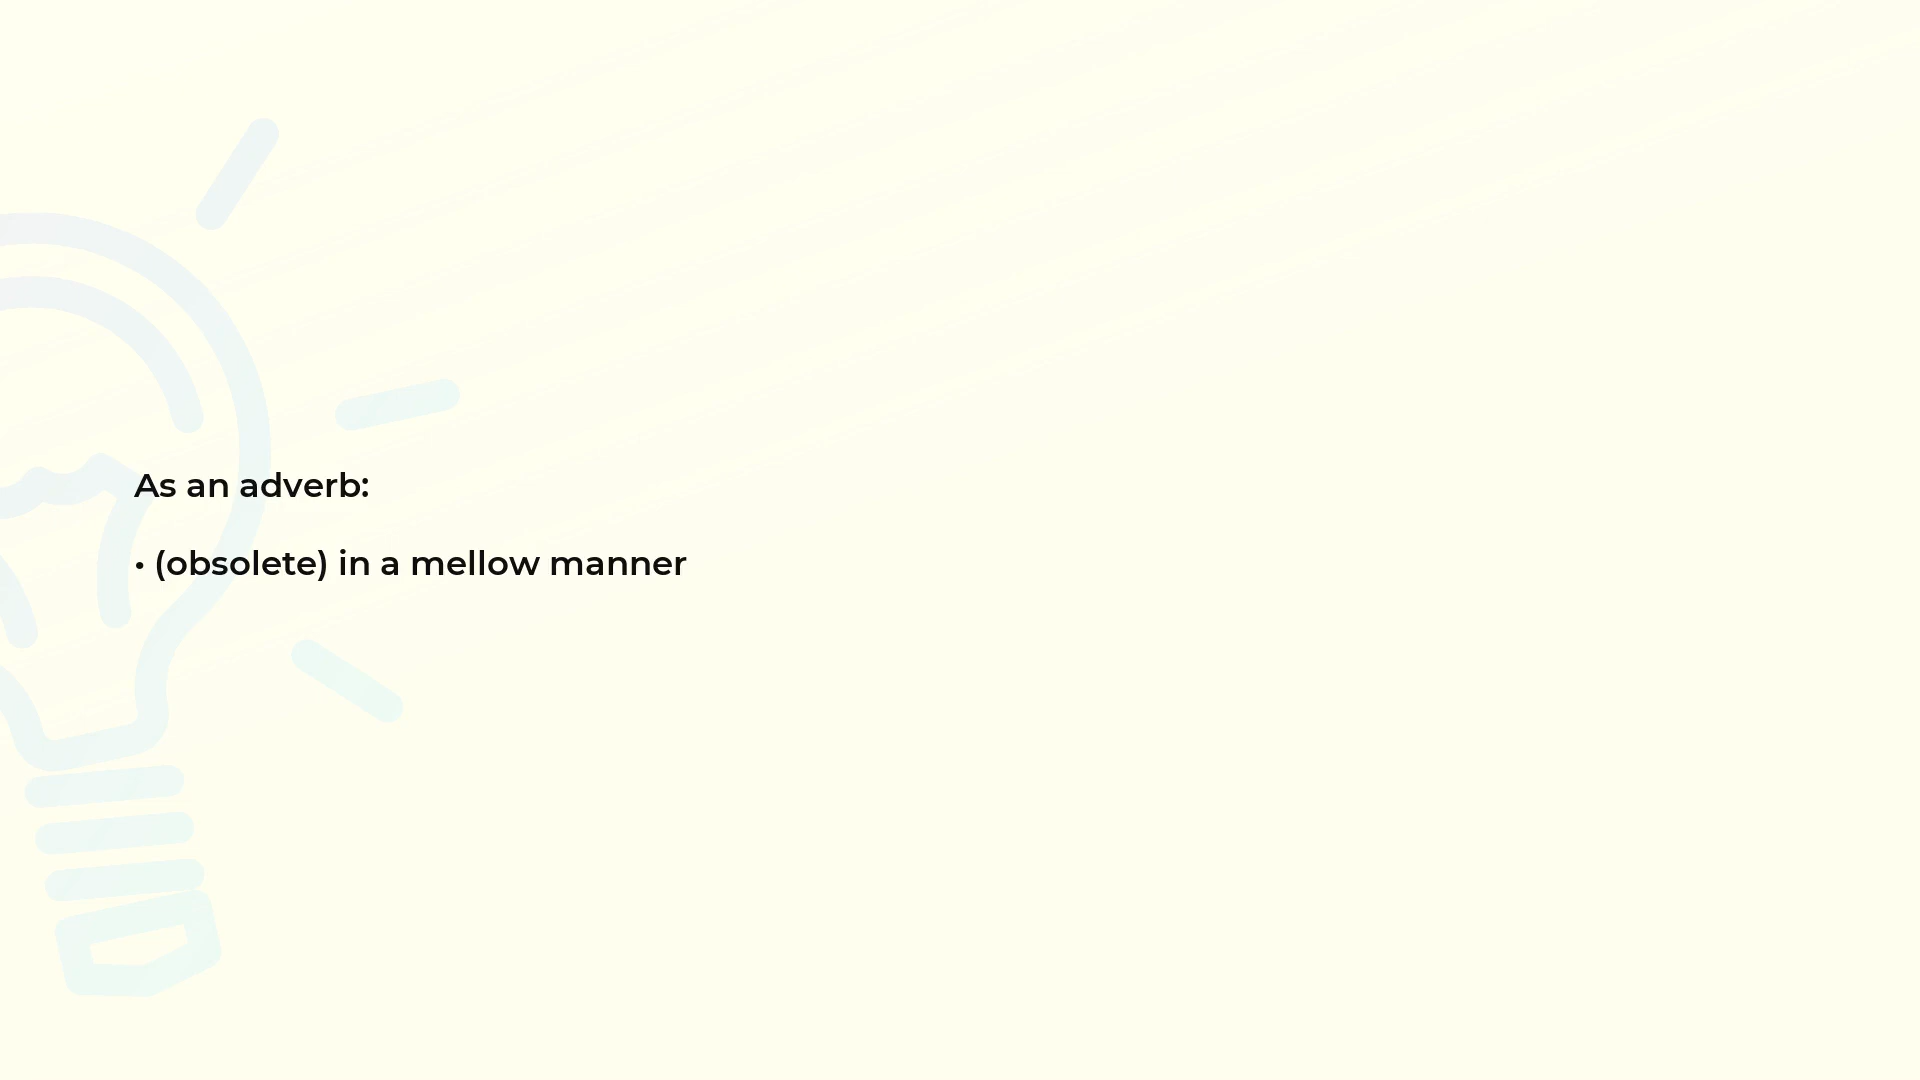 As an adverb:
• (obsolete) in a mellow manner